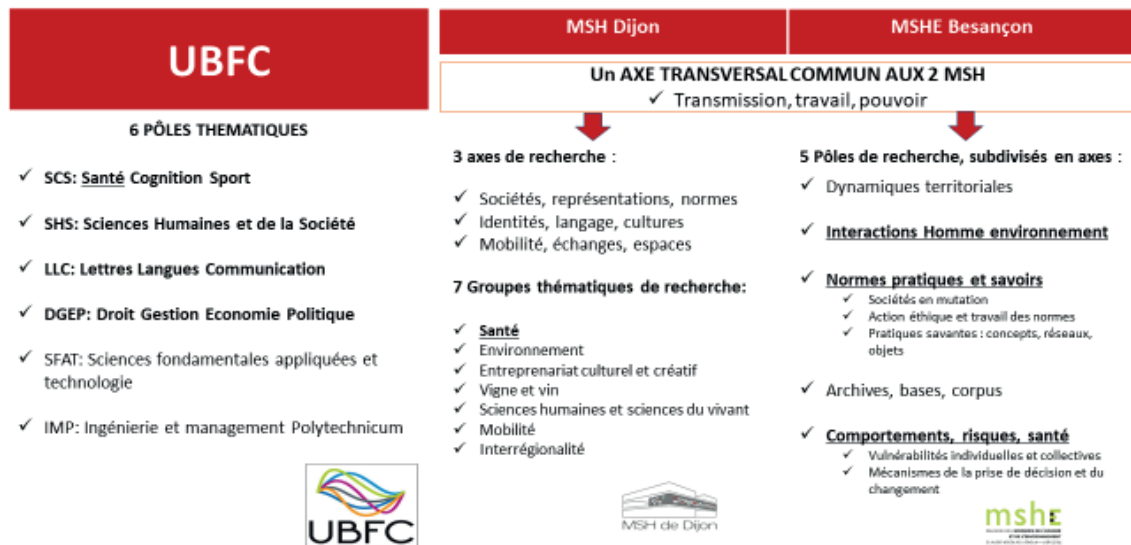 UBFC
6 PÔLES THEMATIQUES
✓ SCS: Santé Cognition Sport
✓ SHS: Sciences Humaines et de la Société
✓ LLC: Lettres Langues Communication
✓ DGEP: Droit Gestion Economie Politique
✓ SFAT: Sciences fondamentales appliquées et
technologie
✓ IMP: Ingénierie et management Polytechnicum
UBFC
MSH Dijon
MSHE Besançon
Un AXE TRANSVERSAL COMMUN AUX 2 MSH
✓ Transmission, travail, pouvoir
3 axes de recherche :
✓ Sociétés, représentations, normes
✓ Identités, langage, cultures
✓ Mobilité, échanges, espaces
7 Groupes thématiques de recherche:
✓ Santé
✓ Environnement
✓ Entreprenariat culturel et créatif
✓ Vigne et vin
✓ Sciences humaines et sciences du vivant
✓ Mobilité
✓ Interrégionalité
MSH de Dijon
5 Pôles de recherche, subdivisés en axes :
✓ Dynamiques territoriales
✓ Interactions Homme environnement
✓ Normes pratiques et savoirs
✓ Sociétés en mutation
✓ Action éthique et travail des normes
✓ Pratiques savantes : concepts, réseaux,
objets
✓ Archives, bases, corpus
✓ Comportements, risques, santé
✓ Vulnérabilités individuelles et collectives
✓ Mécanismes de la prise de décision et du
changement
mshe